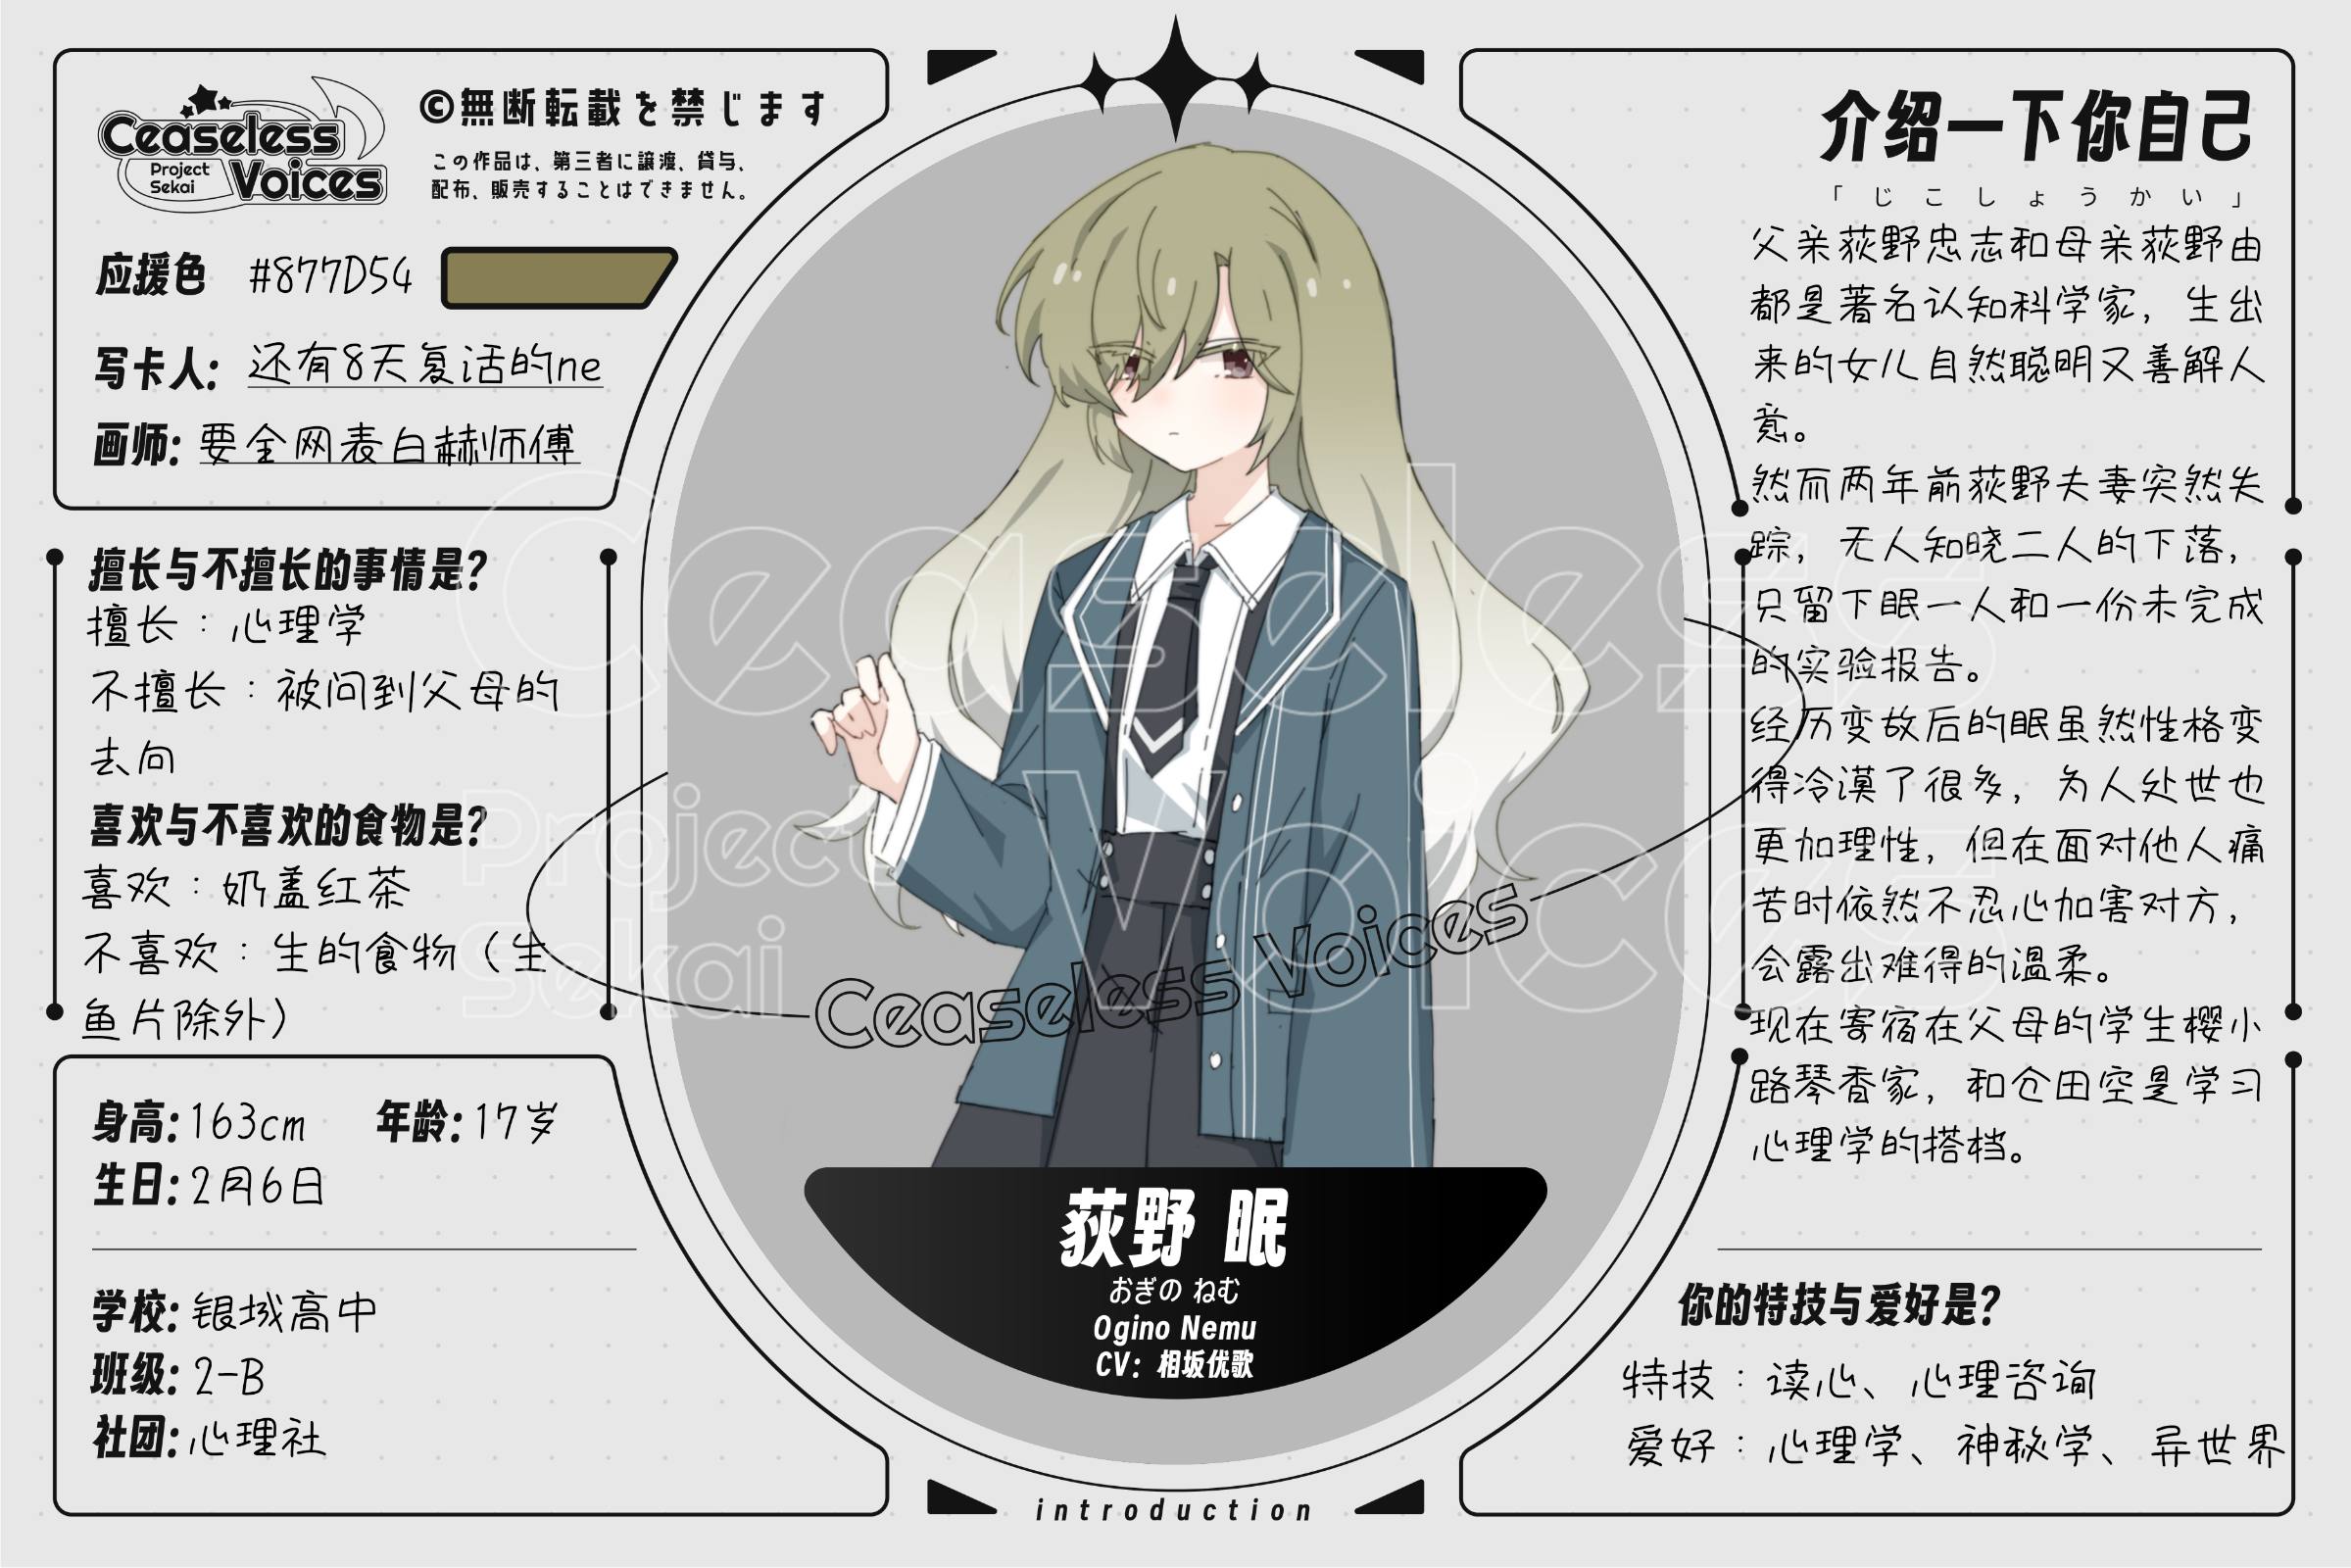 Ceaseless
Project
Sekai
Voices
©無断転載を禁じます
この作品は、第三者に譲渡、貸与、
配布、販売することはできません。
应援色 #877D54
写卡人: 还有8天复活的ne
画师: 要全网表白赫师傅
擅长与不擅长的事情是?
擅长：心理学
不擅长：被问到父母的
去向
喜欢与不喜欢的食物是?
喜欢：奶盖红茶
不喜欢：生的食物（生
鱼片除外）
身高: 163cm 年龄: 17岁
生日: 2月6日
学校: 银城高中
班级: 2-B
社团: 心理社
Ceaseless
Project
Sekai
Voices
Ceaseless Voices
荻野 眠
おぎの ねむ
Ogino Nemu
CV: 相坂优歌
introduction
介绍一下你自己
「じこしょうかい」
父亲荻野忠志和母亲荻野由
都是著名认知科学家，生出
来的女儿自然聪明又善解人
意。
然而两年前荻野夫妻突然失
踪，无人知晓二人的下落，
只留下眠一人和一份未完成
的实验报告。
经历变故后的眠虽然性格变
得冷漠了很多，为人处世也
更加理性，但在面对他人痛
苦时依然不忍心加害对方，
会露出难得的温柔。
现在寄宿在父母的学生樱小
路琴香家，和仓田空是学习
心理学的搭档。
你的特技与爱好是?
特技：读心、心理咨询
爱好：心理学、神秘学、异世界